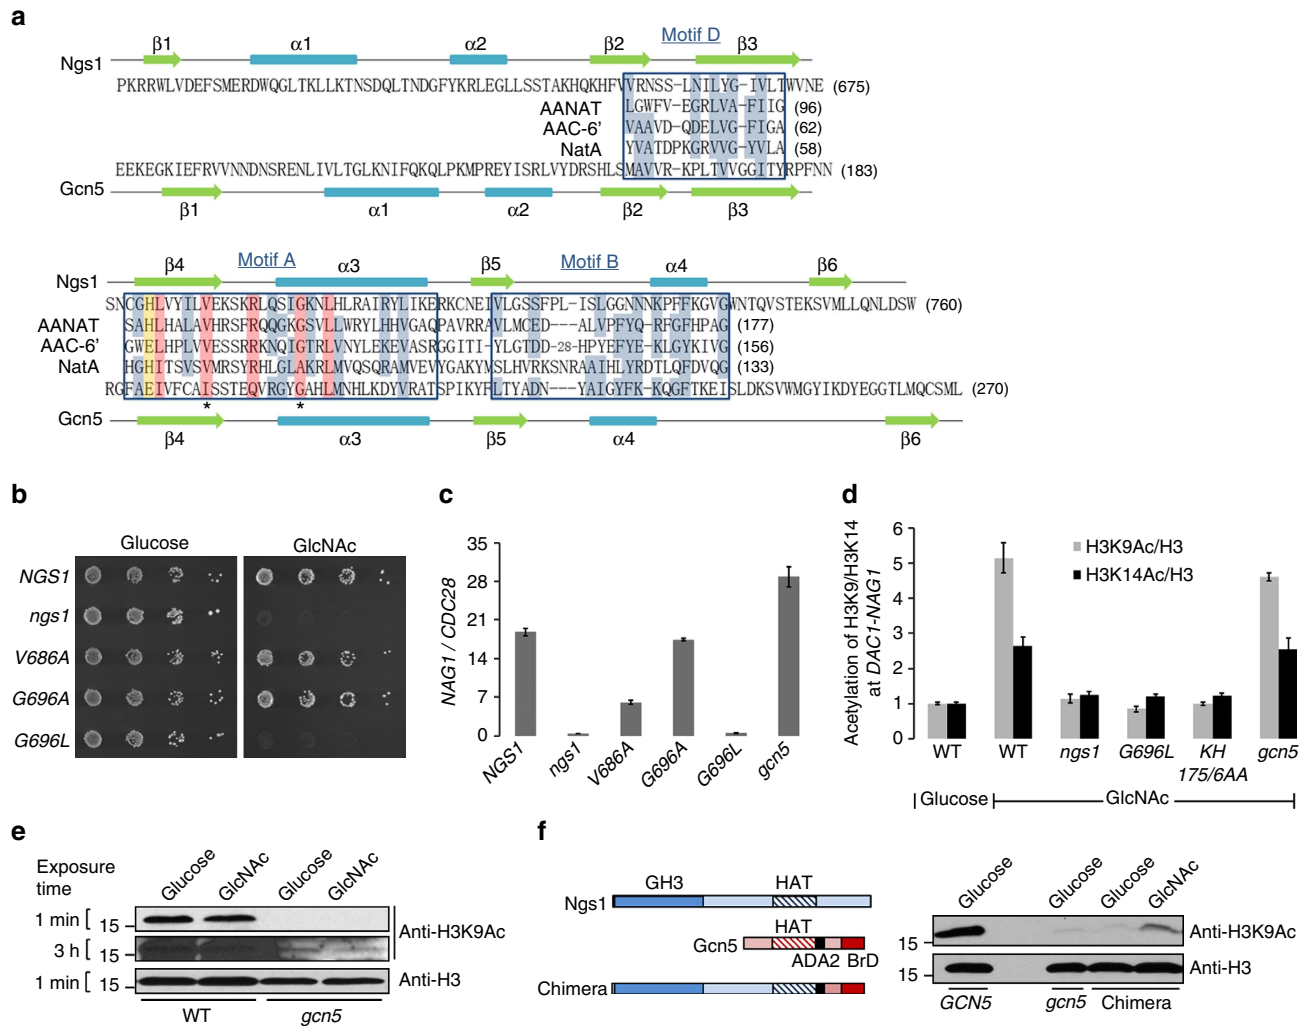 a
β1 α1 α2 β2 Motif D β3
Ngs1
PKRRWLVDEFSMERDWQGLTKLLKTNSDQLTNDGFYKRLEGLLSSTAKHQKHFVVRNSS-LNILYG-IVLTWVNE (675)
AANAT LGWFV-EGRLVA-FIIG (96)
AAC-6' VAAVD-QDELVG-FIGA (62)
NatA YVATDPKGRVVG-YVLA (58)
EEKEGKIEFRVVNNDNSRENLIVLTGLKNIFQKQLPKMPREYISRLVYDRSHLSMAVVR-KPLTVVGGITYRPFNN (183)
Gcn5
β1 α1 α2 β2 β3
β4 Motif A α3 β5 Motif B α4 β6
Ngs1
SNCGHLVYILVEKSKRLQSIGKNLHLRAIRYLIKERKCNEIVLGSSFPL-ISLGGNNNKPFFKGVGWNTQVSTEKSVMLLQNLDSW (760)
AANAT SAHLHALAVHRSFRQQGKGSVLLWRYLHHVGAQPAVRRAVLMCED---ALVPFYQ-RFGFHPAG (177)
AAC-6' GWELHPLVVESSRRKNQIGTRLVNYLEKEVASRGGITI-YLGTDD-28-HPYEFYE-KLGYKIVG (156)
NatA HGHITSVSVMRSYRHLGLAKRLMVQSQRAMVEVYGAKYMSLHVRKSNRAAIHLYRDTLQFDVQG (133)
RGFAEIVFCAISSTEQVRGYGAHLMNHLKDYVRATSPIKYFLTYADN---YAIGYFK-KQGFTKEISLDKSVWMGYIKDYEGGTLMQCSML (270)
* *
Gcn5
β4 α3 β5 α4 β6
b
Glucose GlcNAc
NGS1
ngs1
V686A
G696A
G696L
c
NAG1 / CDC28
35
28
21
14
7
0
NGS1 ngs1 V686A G696A G696L gcn5
d
Acetylation of H3K9/H3K14
at DAC1-NAG1
6
5
4
3
2
1
0
H3K9Ac/H3
H3K14Ac/H3
WT WT ngs1 G696L KH 175/6AA gcn5
Glucose GlcNAc
e
Exposure
time
Glucose GlcNAc Glucose GlcNAc
1 min [ 15
3 h [ 15
Anti-H3K9Ac
1 min [ 15
Anti-H3
WT gcn5
f
GH3 HAT
Ngs1
HAT
Gcn5
ADA2 BrD
Chimera
Glucose Glucose Glucose GlcNAc
15 Anti-H3K9Ac
15 Anti-H3
GCN5 gcn5 Chimera